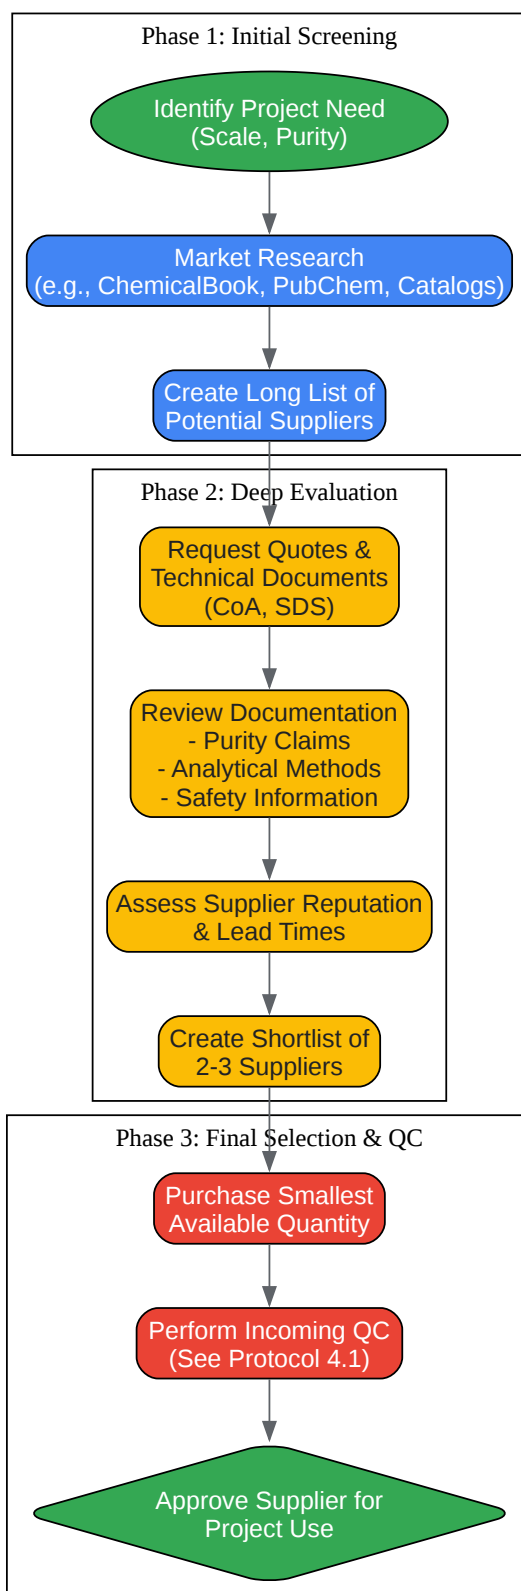 Phase 1: Initial Screening
Identify Project Need
(Scale, Purity)
Market Research
(e.g., ChemicalBook, PubChem, Catalogs)
Create Long List of
Potential Suppliers
Phase 2: Deep Evaluation
Request Quotes &
Technical Documents
(CoA, SDS)
Review Documentation
- Purity Claims
- Analytical Methods
- Safety Information
Assess Supplier Reputation
& Lead Times
Create Shortlist of
2-3 Suppliers
Phase 3: Final Selection & QC
Purchase Smallest
Available Quantity
Perform Incoming QC
(See Protocol 4.1)
Approve Supplier for
Project Use